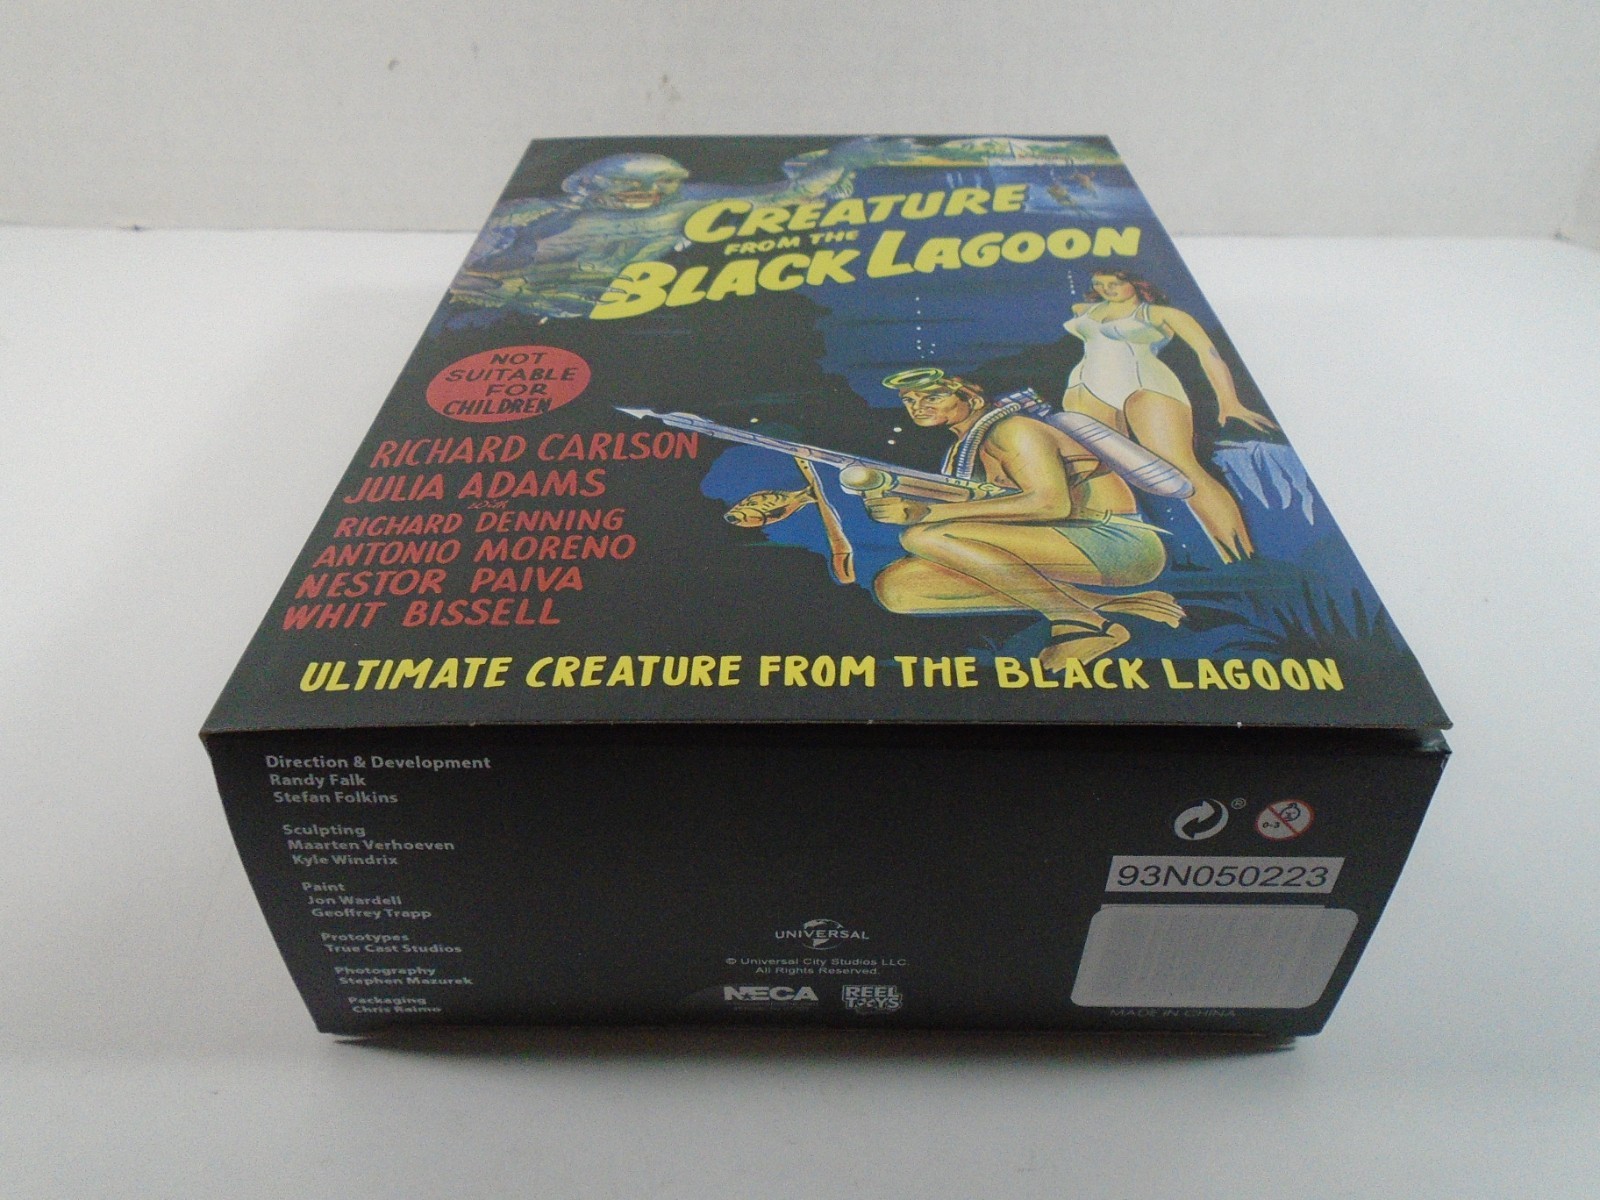 CREATURE
FROM THE
BLACK LAGOON
NOT
SUITABLE
FOR
CHILDREN
RICHARD CARLSON
JULIA ADAMS
with
RICHARD DENNING
ANTONIO MORENO
NESTOR PAIVA
WHIT BISSELL
ULTIMATE CREATURE FROM THE BLACK LAGOON
Direction & Development
Randy Falk
Stefan Folkins
Sculpting
Maarten Verhoeven
Kyle Windrix
Paint
Jon Wardell
Geoffrey Trapp
Prototypes
True Cast Studios
Photography
Stephen Mazurek
Packaging
Chris Raimo
UNIVERSAL
© Universal City Studios LLC.
All Rights Reserved.
NECA
REEL
TOYS
®
0-3
93N050223
MADE IN CHINA